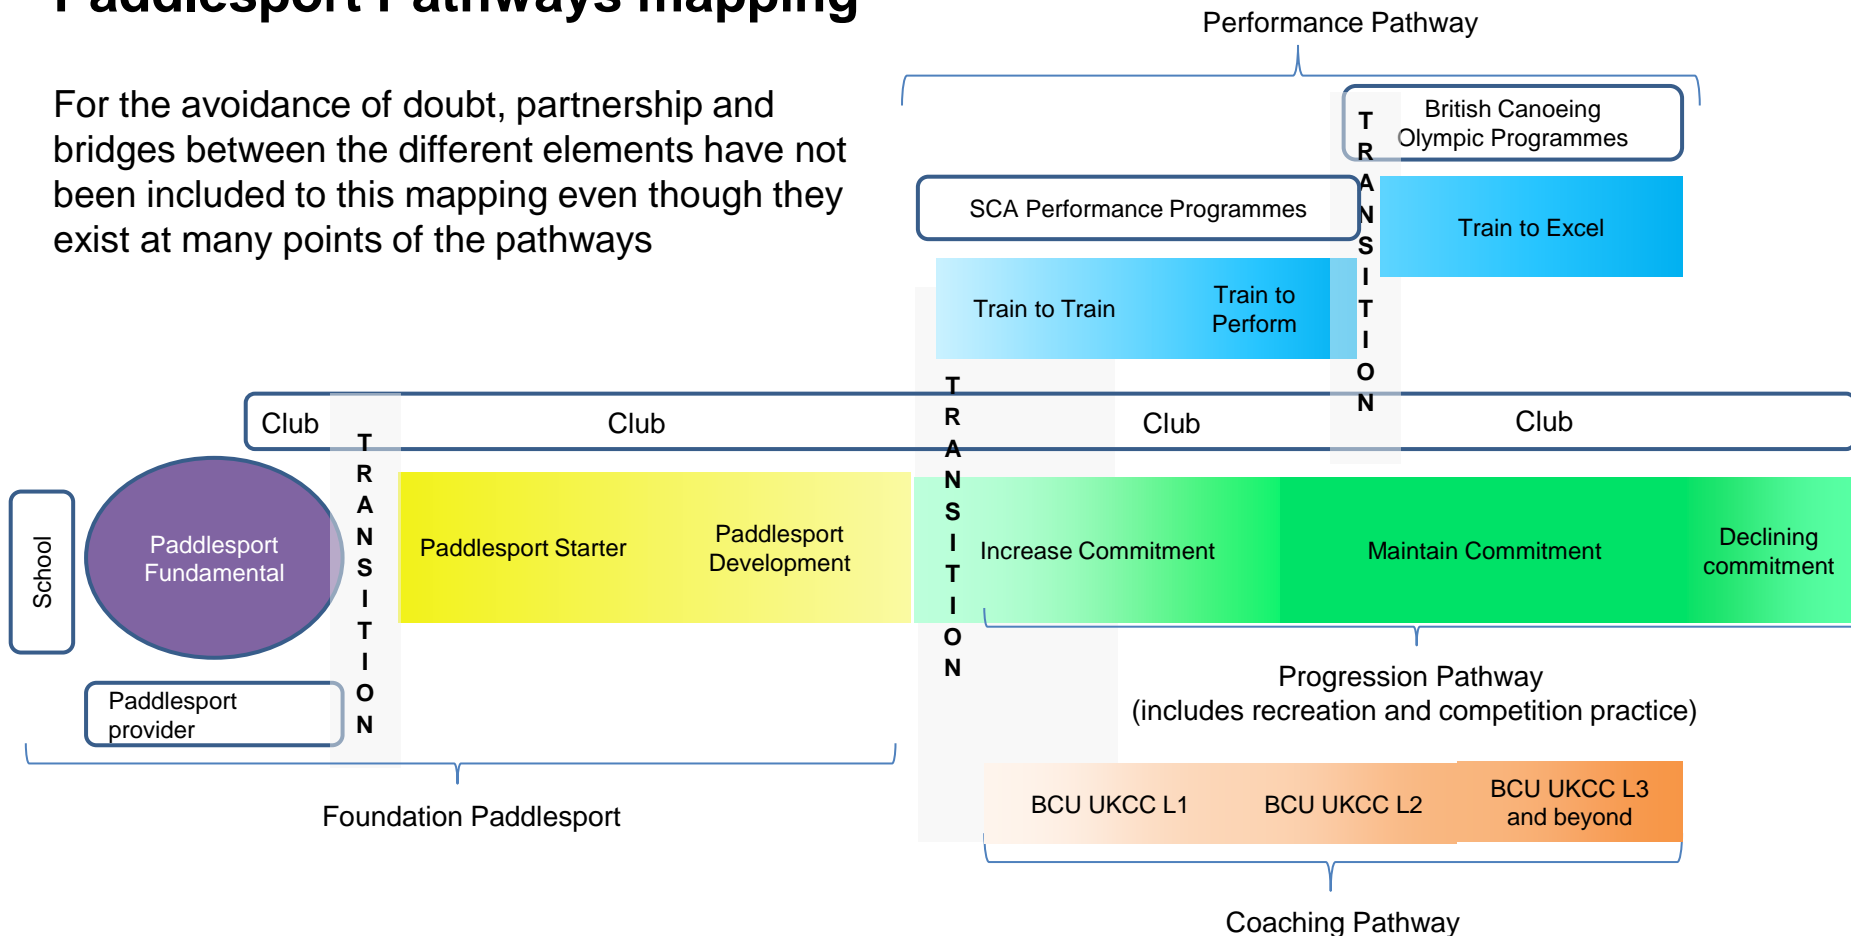 Paddlesport Pathways mapping
For the avoidance of doubt, partnership and
bridges between the different elements have not
been included to this mapping even though they
exist at many points of the pathways
Performance Pathway
British Canoeing
Olympic Programmes
SCA Performance Programmes
Train to Excel
Train to Train
Train to
Perform
TRANSITION
Club
Club
Club
Club
TRANSITION
TRANSITION
School
Paddlesport
Fundamental
Paddlesport Starter
Paddlesport
Development
Increase Commitment
Maintain Commitment
Declining
commitment
Paddlesport
provider
Progression Pathway
(includes recreation and competition practice)
Foundation Paddlesport
BCU UKCC L1
BCU UKCC L2
BCU UKCC L3
and beyond
Coaching Pathway